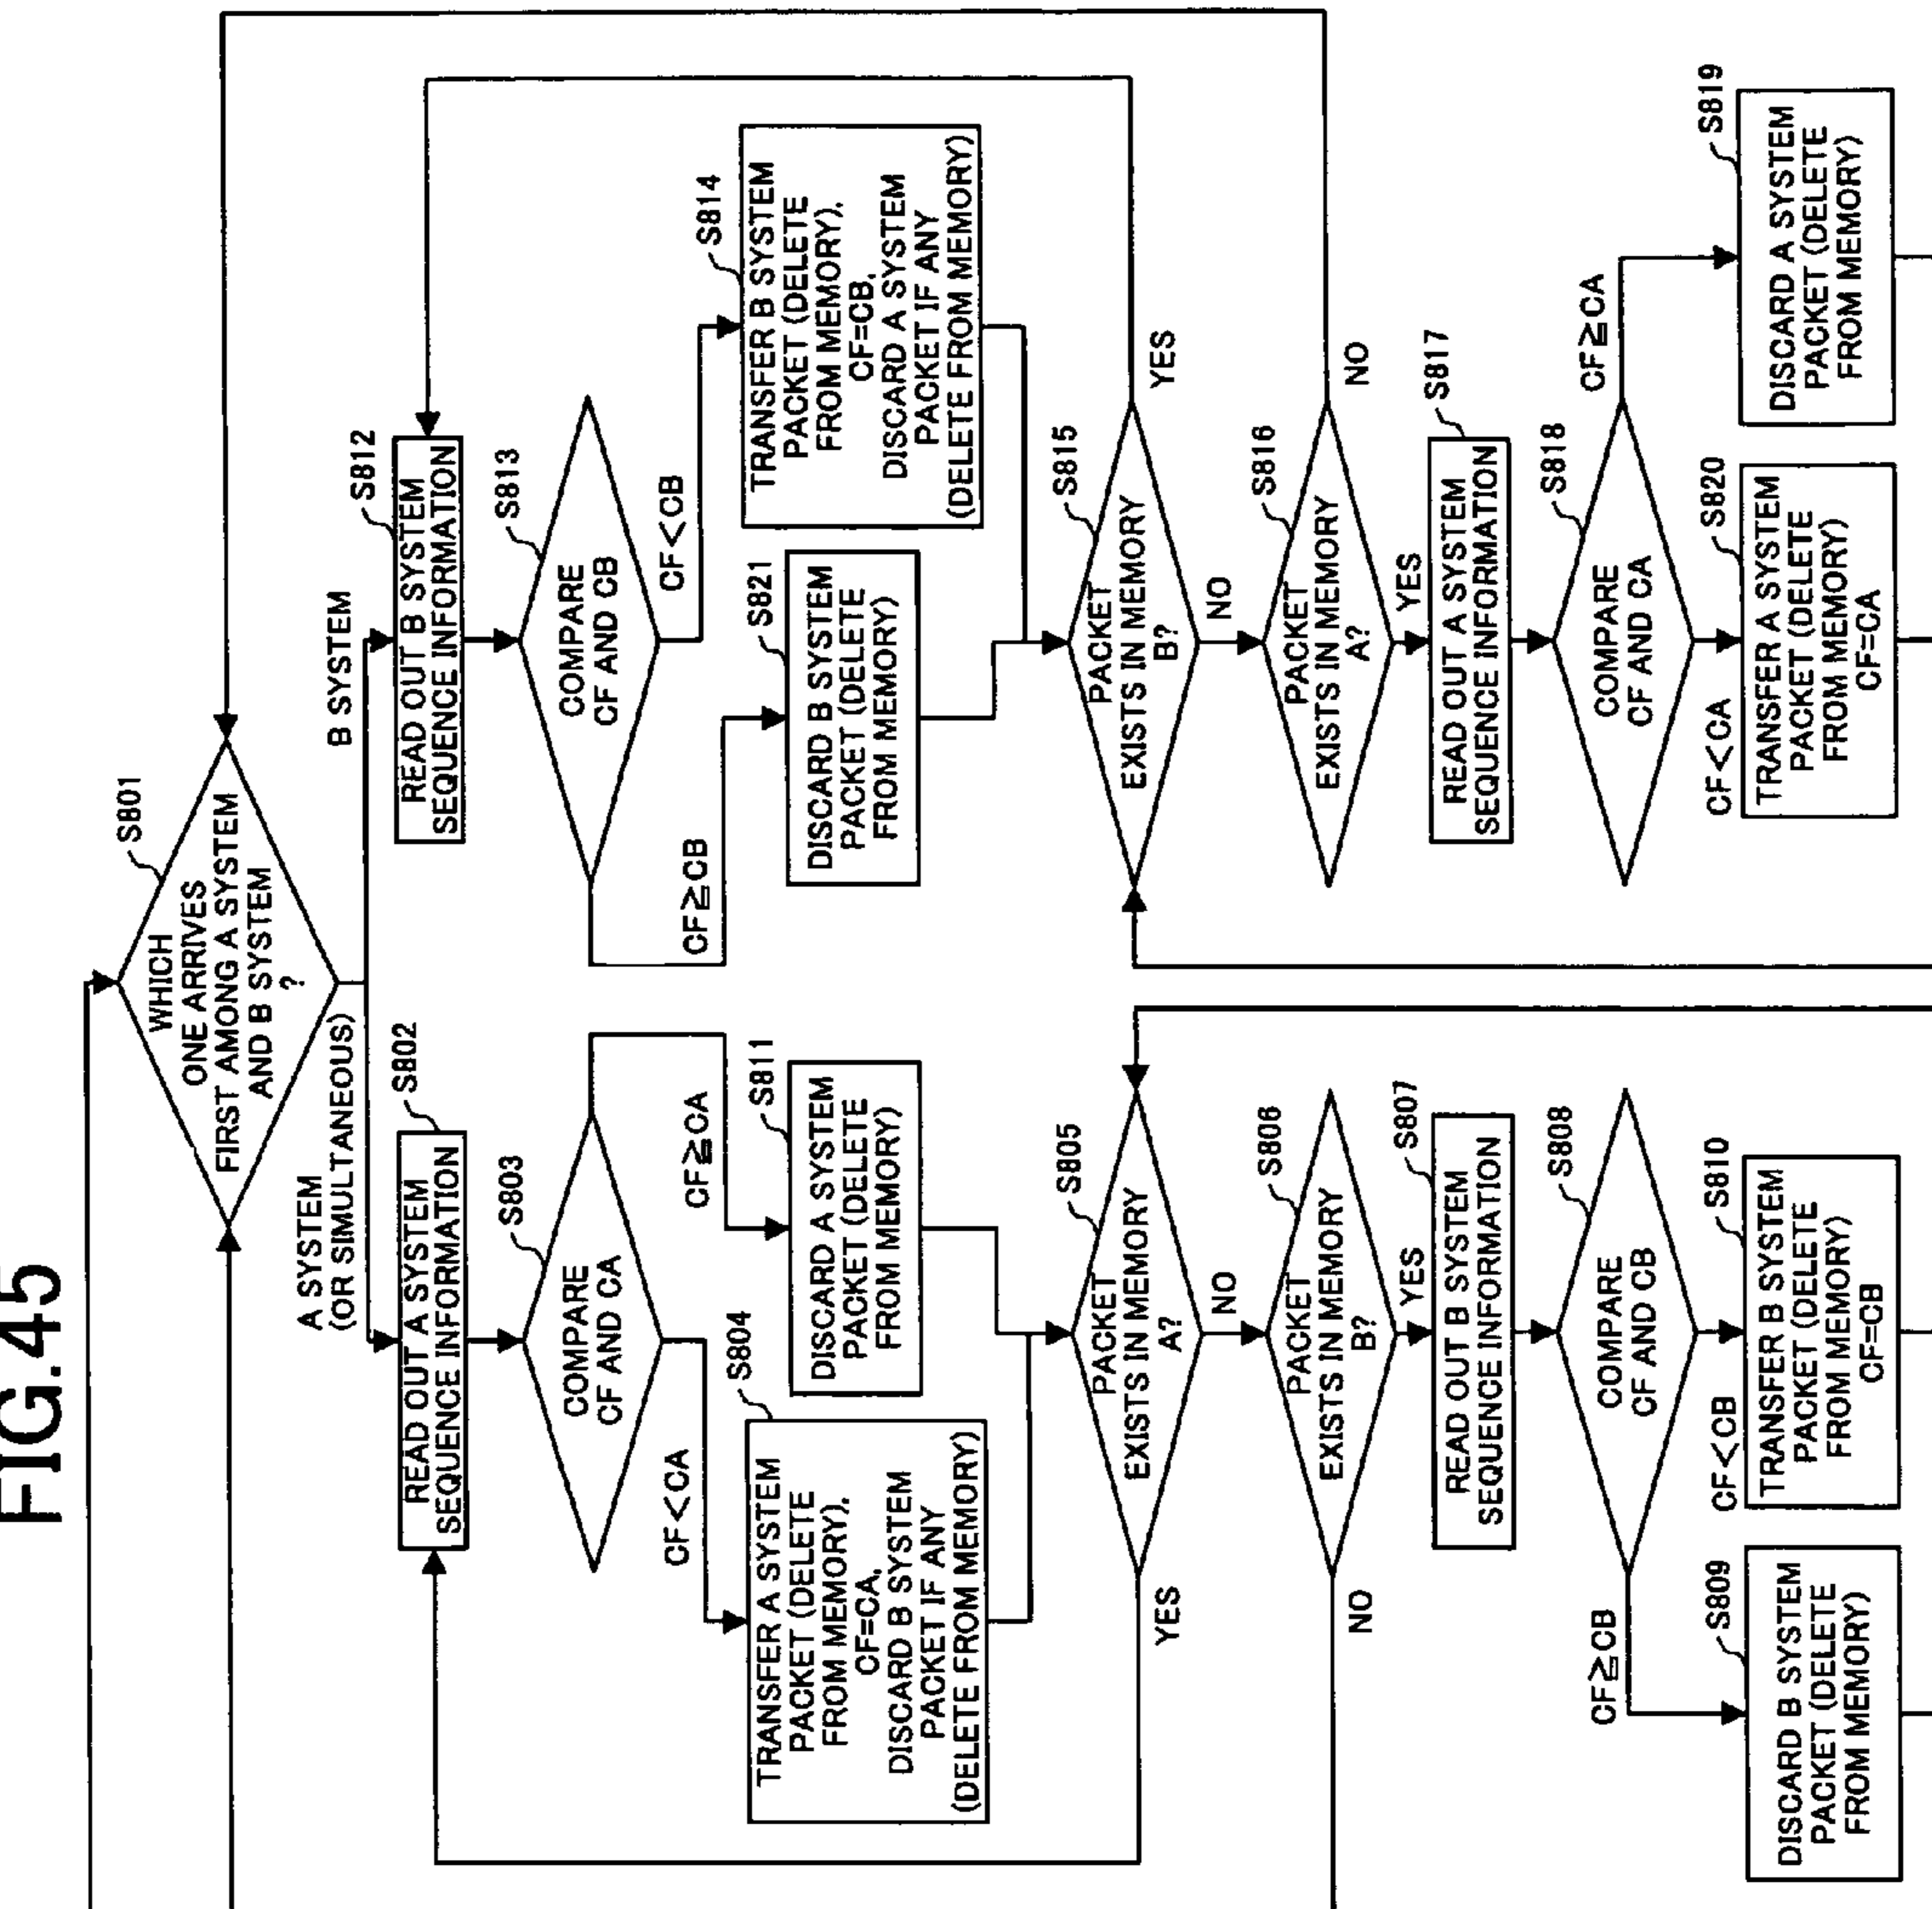 FIG.45
WHICH
ONE ARRIVES
FIRST AMONG A SYSTEM
AND B SYSTEM
?
S801
A SYSTEM
(OR SIMULTANEOUS)
B SYSTEM
S802
READ OUT A SYSTEM
SEQUENCE INFORMATION
S803
COMPARE
CF AND CA
CF<CA
CF≧CA
S804
TRANSFER A SYSTEM
PACKET (DELETE
FROM MEMORY),
CF=CA,
DISCARD B SYSTEM
PACKET IF ANY
(DELETE FROM MEMORY)
S811
DISCARD A SYSTEM
PACKET (DELETE
FROM MEMORY)
S805
PACKET
EXISTS IN MEMORY
A?
YES
NO
S806
PACKET
EXISTS IN MEMORY
B?
NO
YES
S807
READ OUT B SYSTEM
SEQUENCE INFORMATION
S808
COMPARE
CF AND CB
CF≧CB
CF<CB
S809
DISCARD B SYSTEM
PACKET (DELETE
FROM MEMORY)
S810
TRANSFER B SYSTEM
PACKET (DELETE
FROM MEMORY)
CF=CB
S812
READ OUT B SYSTEM
SEQUENCE INFORMATION
S813
COMPARE
CF AND CB
CF≧CB
CF<CB
S821
DISCARD B SYSTEM
PACKET (DELETE
FROM MEMORY)
S814
TRANSFER B SYSTEM
PACKET (DELETE
FROM MEMORY),
CF=CB,
DISCARD A SYSTEM
PACKET IF ANY
(DELETE FROM MEMORY)
S815
PACKET
EXISTS IN MEMORY
B?
YES
NO
S816
PACKET
EXISTS IN MEMORY
A?
NO
YES
S817
READ OUT A SYSTEM
SEQUENCE INFORMATION
S818
COMPARE
CF AND CA
CF<CA
CF≧CA
S820
TRANSFER A SYSTEM
PACKET (DELETE
FROM MEMORY)
CF=CA
S819
DISCARD A SYSTEM
PACKET (DELETE
FROM MEMORY)